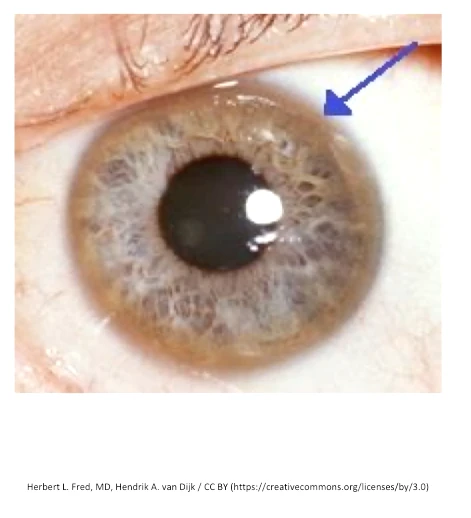 Herbert L. Fred, MD, Hendrik A. van Dijk / CC BY (https://creativecommons.org/licenses/by/3.0)